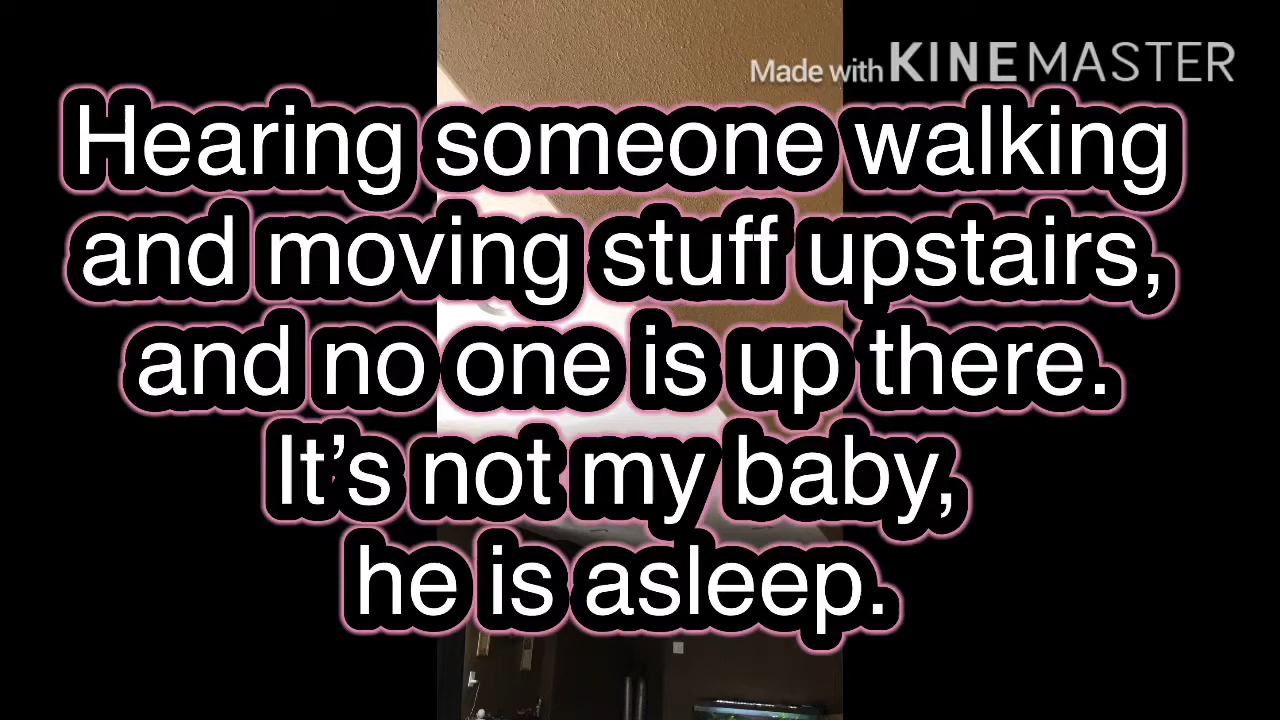 Made with KINEMASTER
Hearing someone walking
and moving stuff upstairs,
and no one is up there.
It’s not my baby,
he is asleep.